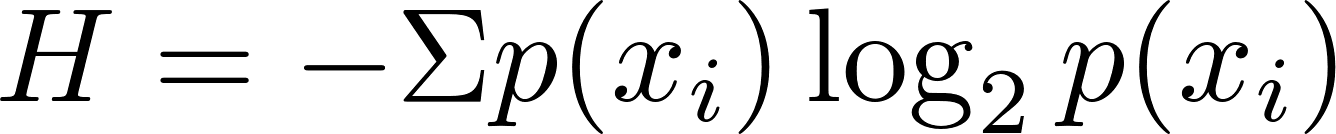 H = −Σp(xᵢ) log₂ p(xᵢ)